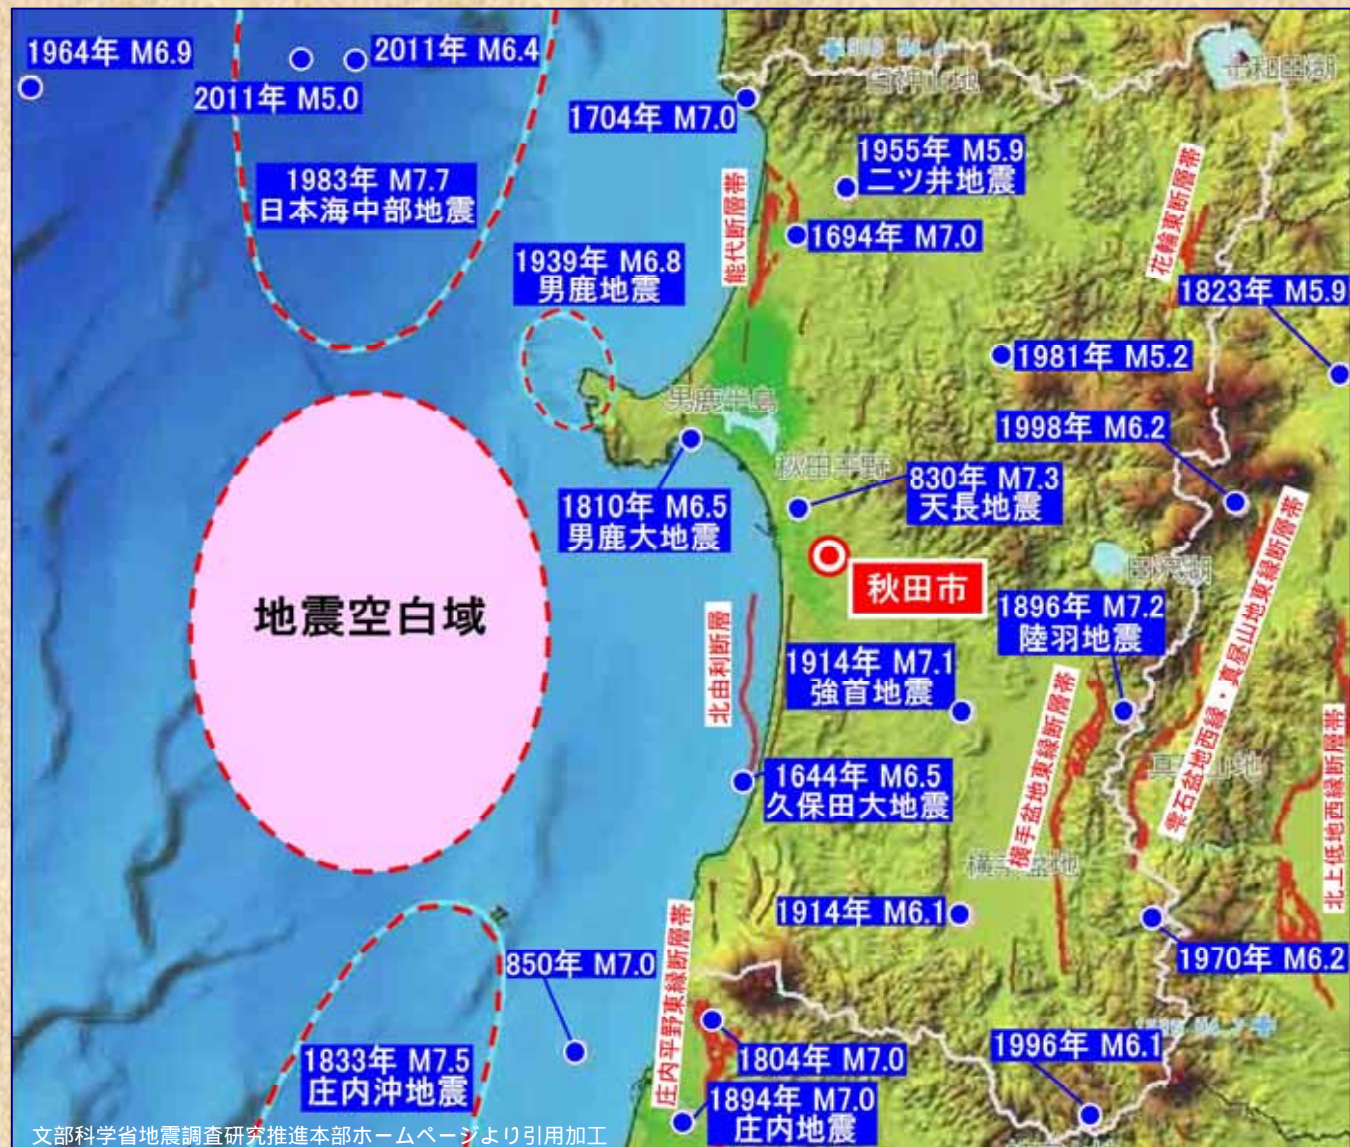 1964年 M6.9
2011年 M6.4
2011年 M5.0
1704年 M7.0
白神山地
十和田湖
1983年 M7.7
日本海中部地震
1955年 M5.9
二ツ井地震
能代断層帯
花輪東断層帯
1694年 M7.0
1939年 M6.8
男鹿地震
1823年 M5.9
1981年 M5.2
男鹿半島
1998年 M6.2
秋田平野
830年 M7.3
天長地震
1810年 M6.5
男鹿大地震
田沢湖
秋田市
地震空白域
1896年 M7.2
陸羽地震
雫石盆地西縁・真昼山地東縁断層帯
北由利断層
1914年 M7.1
強首地震
横手盆地東縁断層帯
北上低地西縁断層帯
1644年 M6.5
久保田大地震
横手盆地
1914年 M6.1
850年 M7.0
1970年 M6.2
庄内平野東縁断層帯
1833年 M7.5
庄内沖地震
1804年 M7.0
1996年 M6.1
1894年 M7.0
庄内地震
文部科学省地震調査研究推進本部ホームページより引用加工